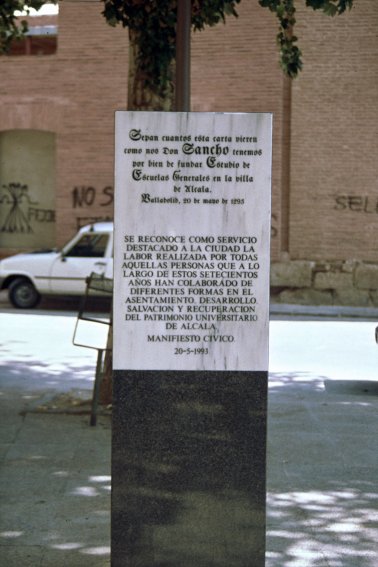 Sepan cuantos esta carta vieren
como nos Don Sancho tenemos
por bien de fundar Estudio de
Escuelas Generales en la villa
de Alcala.
Valladolid, 20 de mayo de 1293
SE RECONOCE COMO SERVICIO
DESTACADO A LA CIUDAD LA
LABOR REALIZADA POR TODAS
AQUELLAS PERSONAS QUE A LO
LARGO DE ESTOS SETECIENTOS
AÑOS HAN COLABORADO DE
DIFERENTES FORMAS EN EL
ASENTAMIENTO, DESARROLLO,
SALVACION Y RECUPERACION
DEL PATRIMONIO UNIVERSITARIO
DE ALCALA.
MANIFIESTO CIVICO.
20-5-1993
NO S